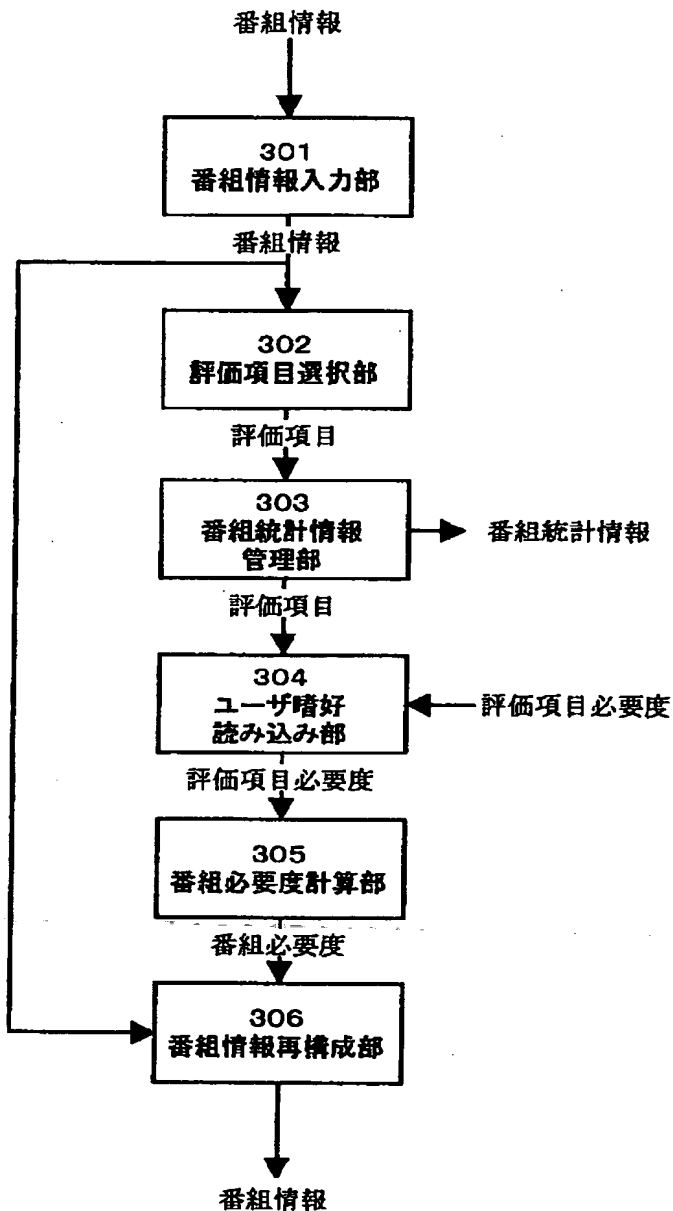 番組情報
301
番組情報入力部
番組情報
302
評価項目選択部
評価項目
303
番組統計情報
管理部
番組統計情報
評価項目
304
ユーザ嗜好
読み込み部
評価項目必要度
評価項目必要度
305
番組必要度計算部
番組必要度
306
番組情報再構成部
番組情報